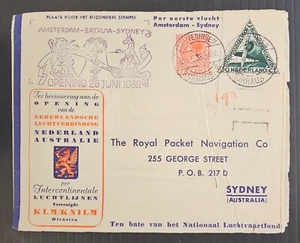 PLAATS VOOR HET BIJZONDERE STEMPEL
Per eerste vlucht
Amsterdam - Sydney
AMSTERDAM-BATAVIA-SYDNEY
OPENING 28 JUNI 1938
NEDERLAND
Ter herinnering aan de
OPENING
van de
NEDERLANDSCHE
LUCHTVERBINDING
NEDERLAND
AUSTRALIE
per
Intercontinentale
LUCHTLIJNEN
Vereenigde
KLM/KNILM
Diensten
The Royal Packet Navigation Co
255 GEORGE STREET
P.O.B. 217 D
SYDNEY
(AUSTRALIA)
Ten bate van het Nationaal Luchtvaartfonds